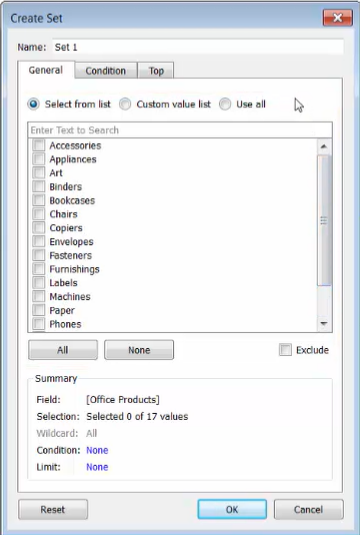 Create Set
Name: Set 1
General Condition Top
Select from list Custom value list Use all
Enter Text to Search
Accessories
Appliances
Art
Binders
Bookcases
Chairs
Copiers
Envelopes
Fasteners
Furnishings
Labels
Machines
Paper
Phones
All None Exclude
Summary
Field: [Office Products]
Selection: Selected 0 of 17 values
Wildcard: All
Condition: None
Limit: None
Reset OK Cancel